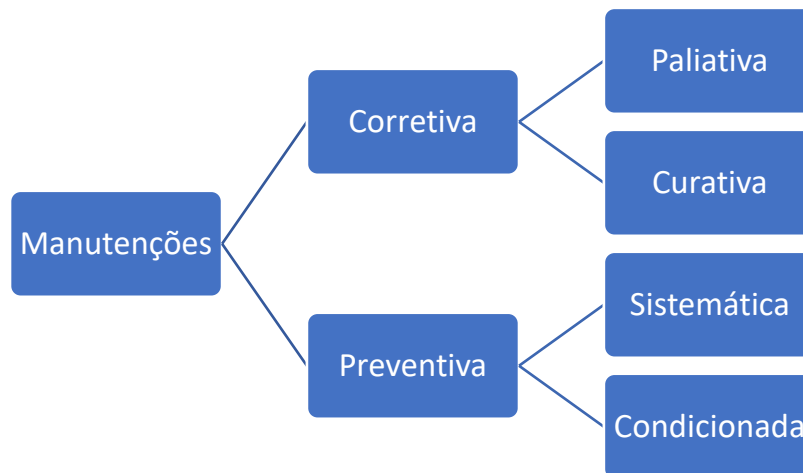 Manutenções
Corretiva
Paliativa
Curativa
Preventiva
Sistemática
Condicionada